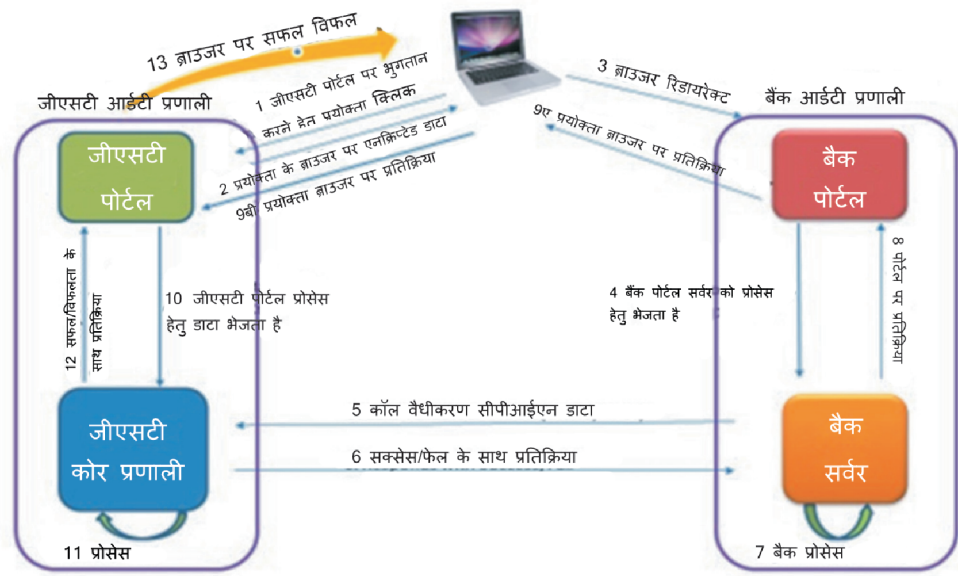 13 ब्राउजर पर सफल विफल
1 जीएसटी पोर्टल पर भुगतान
करने हेतु प्रयोक्ता क्लिक
2 प्रयोक्ता के ब्राउजर पर एनक्रिप्टेड डाटा
9बी प्रयोक्ता ब्राउजर पर प्रतिक्रिया
3 ब्राउजर रिडायरेक्ट
9ए प्रयोक्ता ब्राउजर पर प्रतिक्रिया
जीएसटी आईटी प्रणाली
बैंक आईटी प्रणाली
जीएसटी
पोर्टल
बैक
पोर्टल
12 सफल/विफलता के
साथ प्रतिक्रिया
10 जीएसटी पोर्टल प्रोसेस
हेतु डाटा भेजता है
4 बैंक पोर्टल सर्वर को प्रोसेस
हेतु भेजता है
8 पोर्टल पर प्रतिक्रिया
5 कॉल वैधीकरण सीपीआईएन डाटा
6 सक्सेस/फेल के साथ प्रतिक्रिया
जीएसटी
कोर प्रणाली
बैक
सर्वर
11 प्रोसेस
7 बैक प्रोसेस